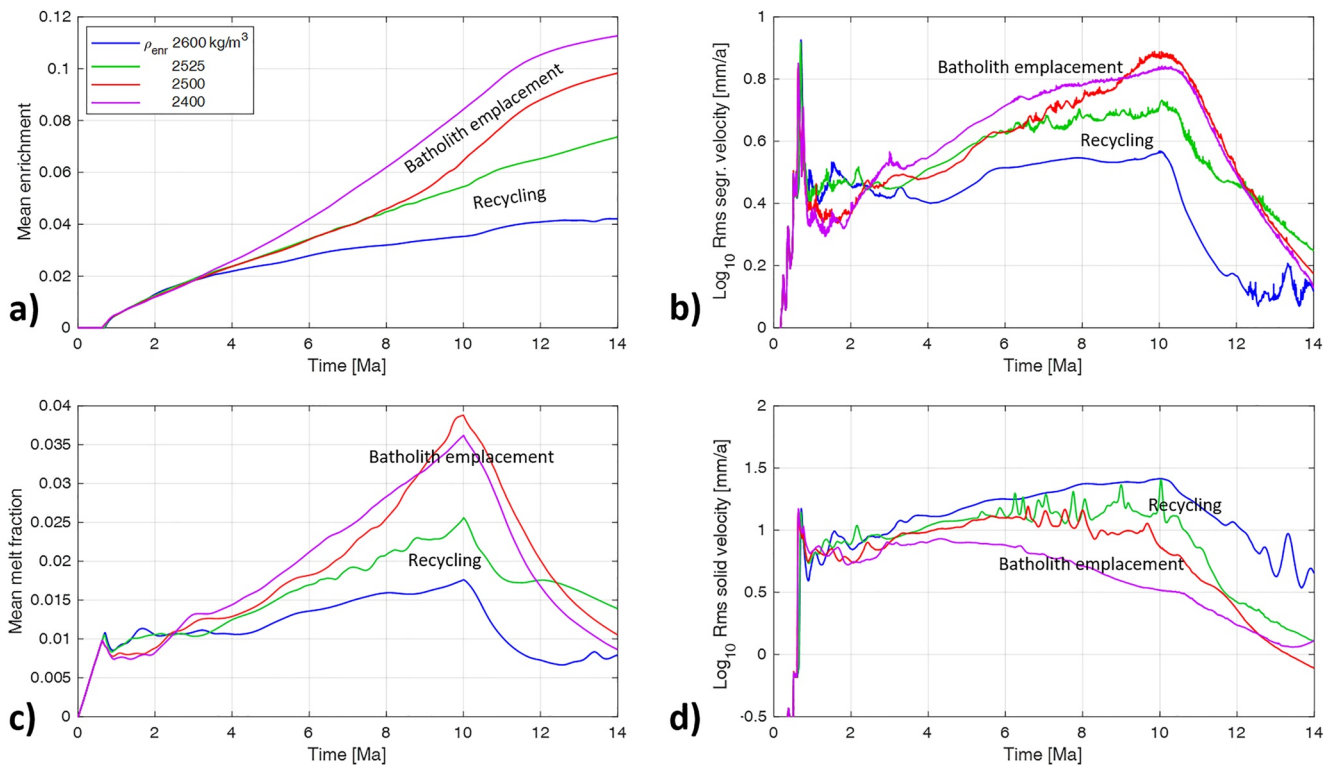 0.12
0.1
0.08
0.06
0.04
0.02
0
Mean enrichment
ρenr 2600 kg/m3
2525
2500
2400
Batholith emplacement
Recycling
0 2 4 6 8 10 12 14
Time [Ma]
a)
1
0.8
0.6
0.4
0.2
0
Log10 Rms segr. velocity [mm/a]
Batholith emplacement
Recycling
0 2 4 6 8 10 12 14
Time [Ma]
b)
0.04
0.035
0.03
0.025
0.02
0.015
0.01
0.005
0
Mean melt fraction
Batholith emplacement
Recycling
0 2 4 6 8 10 12 14
Time [Ma]
c)
2
1.5
1
0.5
0
-0.5
Log10 Rms solid velocity [mm/a]
Recycling
Batholith emplacement
0 2 4 6 8 10 12 14
Time [Ma]
d)